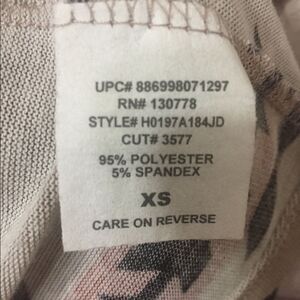 UPC# 886998071297
RN# 130778
STYLE# H0197A184JD
CUT# 3577
95% POLYESTER
5% SPANDEX
XS
CARE ON REVERSE